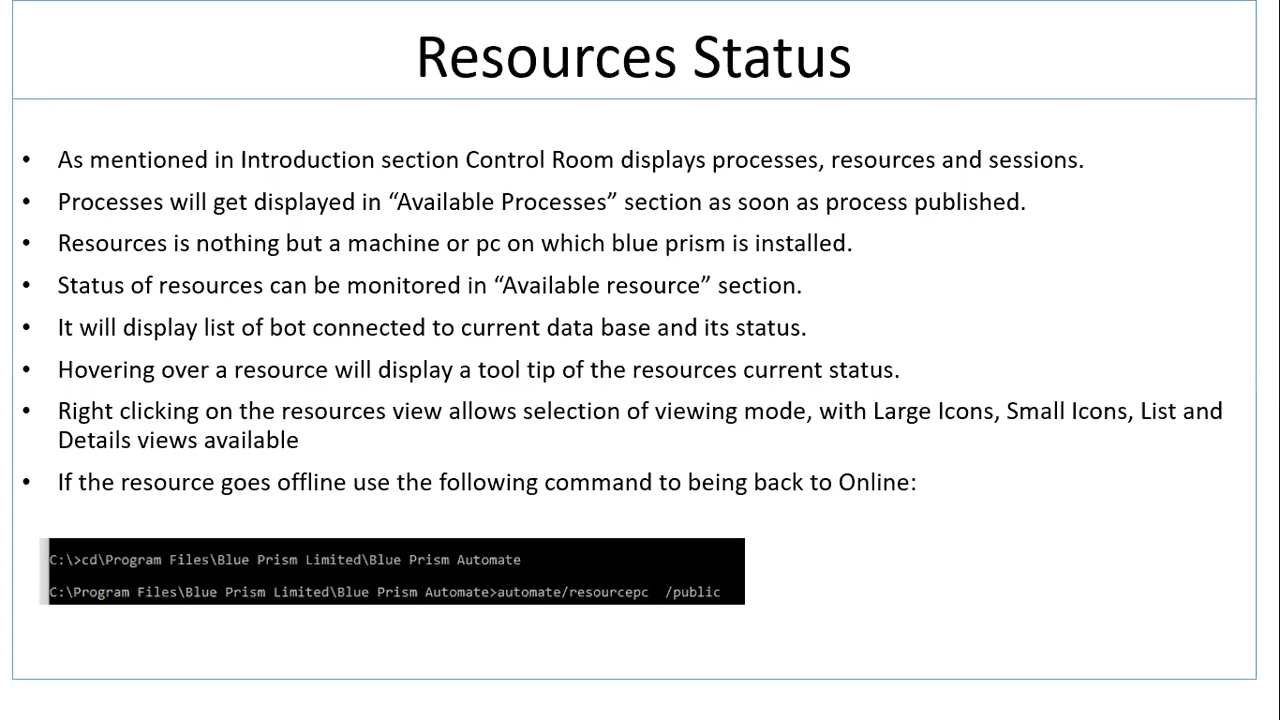 Resources Status
• As mentioned in Introduction section Control Room displays processes, resources and sessions.
• Processes will get displayed in “Available Processes” section as soon as process published.
• Resources is nothing but a machine or pc on which blue prism is installed.
• Status of resources can be monitored in “Available resource” section.
• It will display list of bot connected to current data base and its status.
• Hovering over a resource will display a tool tip of the resources current status.
• Right clicking on the resources view allows selection of viewing mode, with Large Icons, Small Icons, List and
Details views available
• If the resource goes offline use the following command to being back to Online:
C:\>cd\Program Files\Blue Prism Limited\Blue Prism Automate
C:\Program Files\Blue Prism Limited\Blue Prism Automate>automate/resourcepc  /public